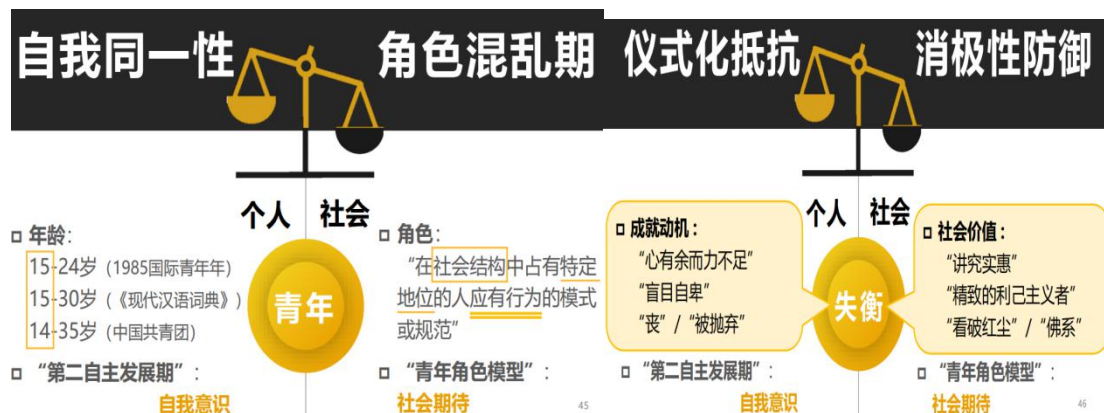 自我同一性 角色混乱期
个人 社会
年龄：
15-24岁（1985国际青年年）
15-30岁（《现代汉语词典》）
14-35岁（中国共青团）
“第二自主发展期”：
自我意识
青年
角色：
“在社会结构中占有特定
地位的人应有行为的模式
或规范”
“青年角色模型”：
社会期待
45
仪式化抵抗 消极性防御
个人 社会
成就动机：
“心有余而力不足”
“盲目自卑”
“丧” / “被抛弃”
“第二自主发展期”：
自我意识
失衡
社会价值：
“讲究实惠”
“精致的利己主义者”
“看破红尘” / “佛系”
“青年角色模型”：
社会期待
46